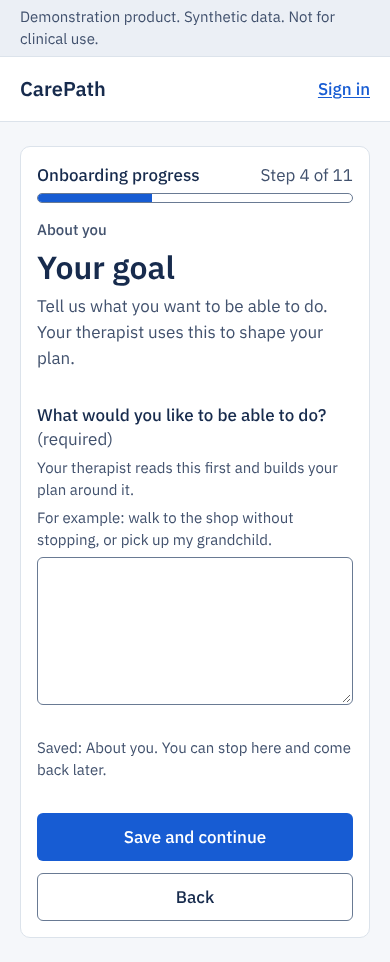 Demonstration product. Synthetic data. Not for
clinical use.
CarePath
Sign in
Onboarding progress
Step 4 of 11
About you
Your goal
Tell us what you want to be able to do.
Your therapist uses this to shape your
plan.
What would you like to be able to do?
(required)
Your therapist reads this first and builds your
plan around it.
For example: walk to the shop without
stopping, or pick up my grandchild.
Saved: About you. You can stop here and come
back later.
Save and continue
Back